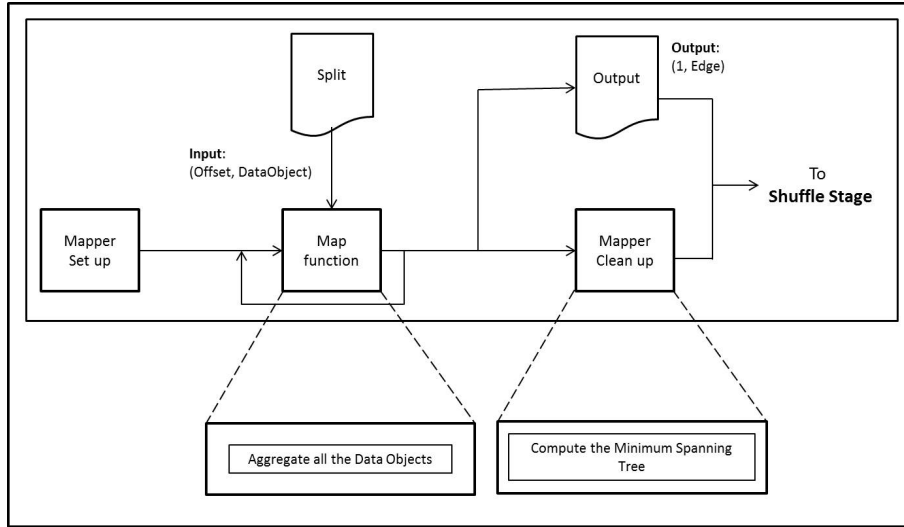 Split
Output
Output:
(1, Edge)
Input:
(Offset, DataObject)
To
Shuffle Stage
Mapper
Set up
Map
function
Mapper
Clean up
Aggregate all the Data Objects
Compute the Minimum Spanning
Tree